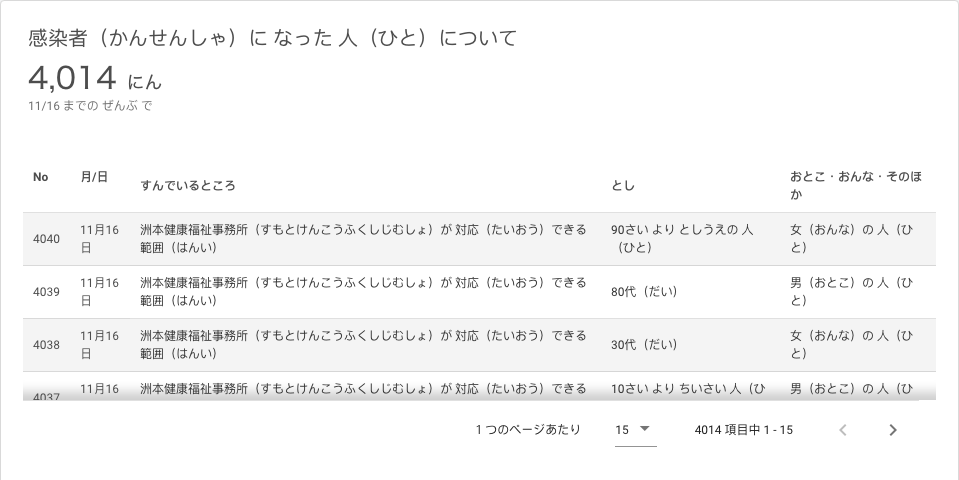 感染者（かんせんしゃ）に なった 人（ひと）について
4,014 にん
11/16 までの ぜんぶ で
No 月/日 すんでいるところ とし おとこ・おんな・そのほか
4040 11月16日 洲本健康福祉事務所（すもとけんこうふくしじむしょ）が 対応（たいおう）できる範囲（はんい） 90さい より としうえの 人（ひと） 女（おんな）の 人（ひと）
4039 11月16日 洲本健康福祉事務所（すもとけんこうふくしじむしょ）が 対応（たいおう）できる範囲（はんい） 80代（だい） 男（おとこ）の 人（ひと）
4038 11月16日 洲本健康福祉事務所（すもとけんこうふくしじむしょ）が 対応（たいおう）できる範囲（はんい） 30代（だい） 女（おんな）の 人（ひと）
4037 11月16 洲本健康福祉事務所（すもとけんこうふくしじむしょ）が 対応（たいおう）できる 10さい より ちいさい 人（ひ 男（おとこ）の 人（ひ
1 つのページあたり 15 4014 項目中 1 - 15